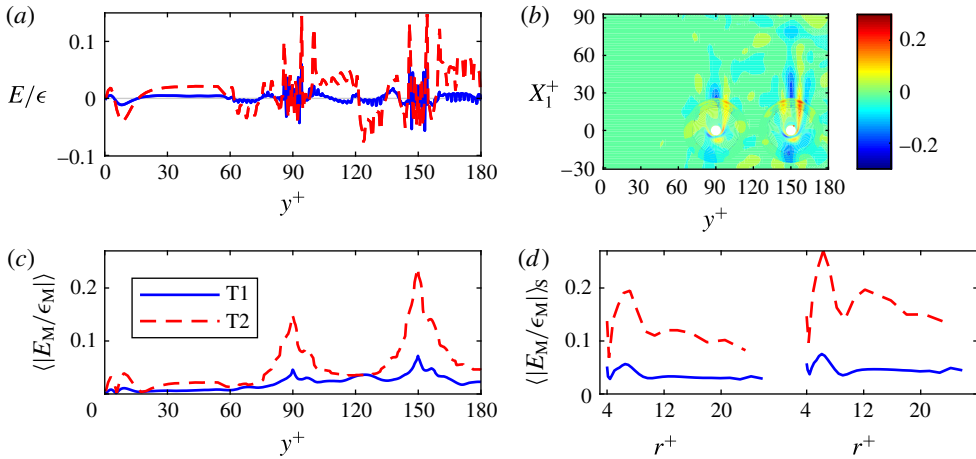 (a)
0.1
0
−0.1
E/ϵ
0 30 60 90 120 150 180
y⁺
(b)
90
60
30
0
−30
X₁⁺
1 30 60 90 120 150 180
y⁺
0.2
0
−0.2
(c)
0.2
0.1
0
⟨|E_M/ϵ_M|⟩
T1
T2
0 30 60 90 120 150 180
y⁺
(d)
0.2
0.1
0
⟨|E_M/ϵ_M|⟩_S
4 12 20 4 12 20
r⁺ r⁺